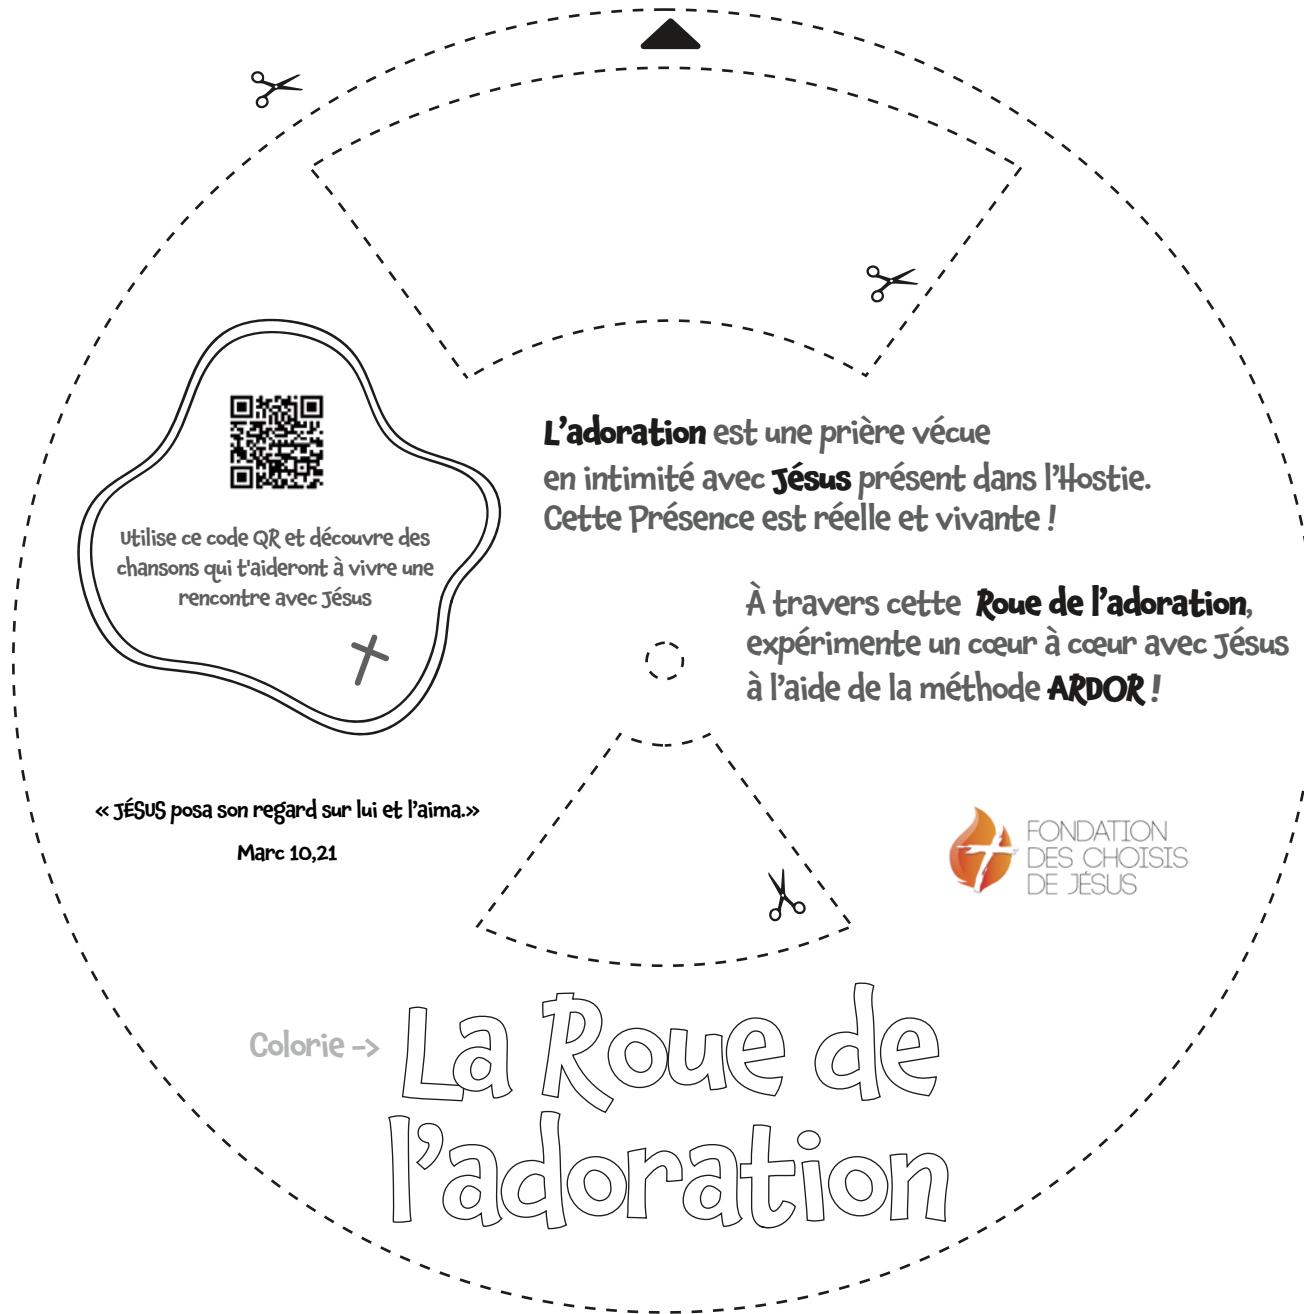 L'adoration est une prière vécue
en intimité avec Jésus présent dans l'Hostie.
Cette Présence est réelle et vivante !
Utilise ce code QR et découvre des
chansons qui t'aideront à vivre une
rencontre avec Jésus
À travers cette Roue de l'adoration,
expérimente un cœur à cœur avec Jésus
à l'aide de la méthode ARDOR !
« JÉSUS posa son regard sur lui et l'aima.»
Marc 10,21
FONDATION
DES CHOISIS
DE JÉSUS
Colorie ->
La Roue de
l'adoration